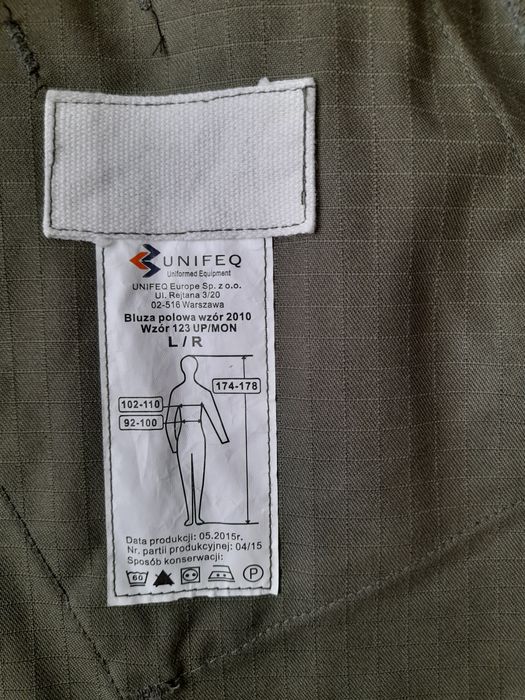 UNIFEQ
Uniformed Equipment
UNIFEQ Europe Sp. z o.o.
Ul. Rejtana 3/20
02-516 Warszawa
Bluza polowa wzór 2010
Wzór 123 UP/MON
L / R
174-178
102-110
92-100
Data produkcji: 05.2015r.
Nr. partii produkcyjnej: 04/15
Sposób konserwacji:
60
P